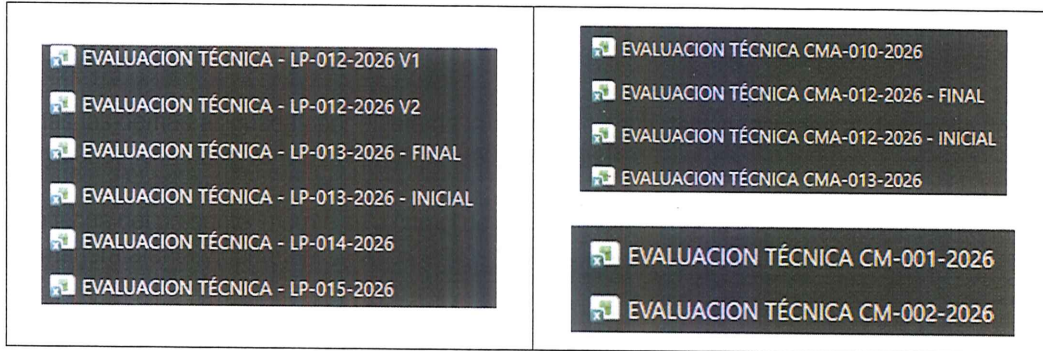 EVALUACION TÉCNICA - LP-012-2026 V1
EVALUACION TÉCNICA - LP-012-2026 V2
EVALUACION TÉCNICA - LP-013-2026 - FINAL
EVALUACION TÉCNICA - LP-013-2026 - INICIAL
EVALUACION TÉCNICA - LP-014-2026
EVALUACION TÉCNICA - LP-015-2026
EVALUACION TÉCNICA CMA-010-2026
EVALUACION TÉCNICA CMA-012-2026 - FINAL
EVALUACION TÉCNICA CMA-012-2026 - INICIAL
EVALUACION TÉCNICA CMA-013-2026
EVALUACION TÉCNICA CM-001-2026
EVALUACION TÉCNICA CM-002-2026